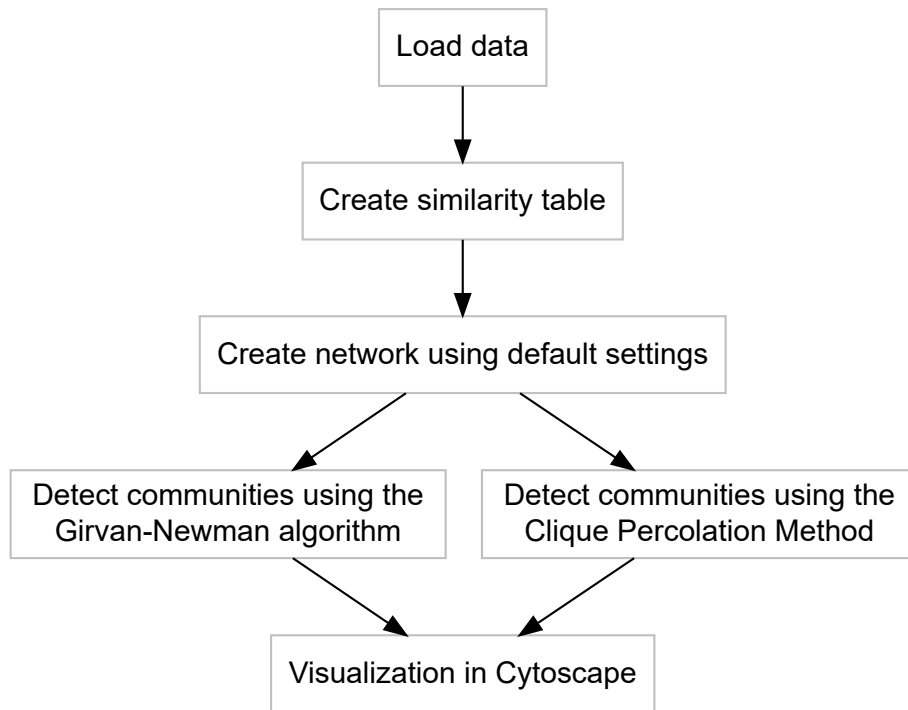 Load data
Create similarity table
Create network using default settings
Detect communities using the
Girvan-Newman algorithm
Detect communities using the
Clique Percolation Method
Visualization in Cytoscape